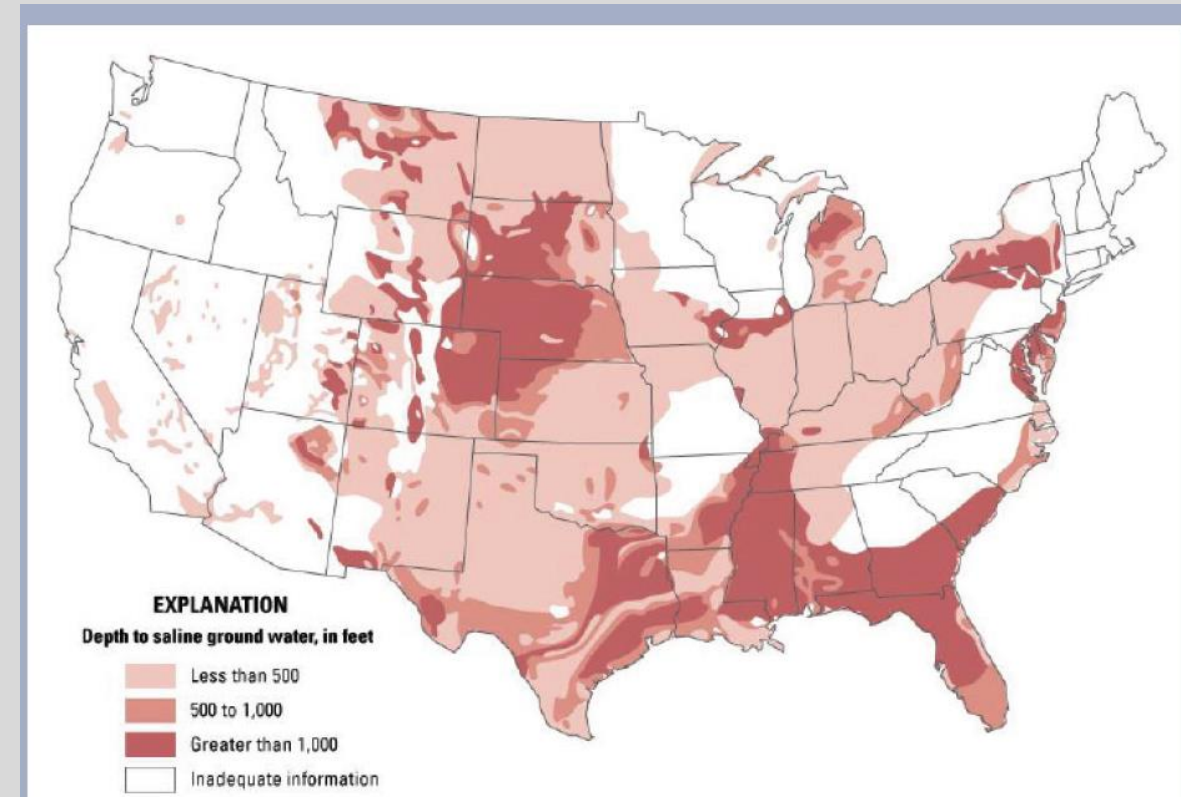 EXPLANATION
Depth to saline ground water, in feet
Less than 500
500 to 1,000
Greater than 1,000
Inadequate information